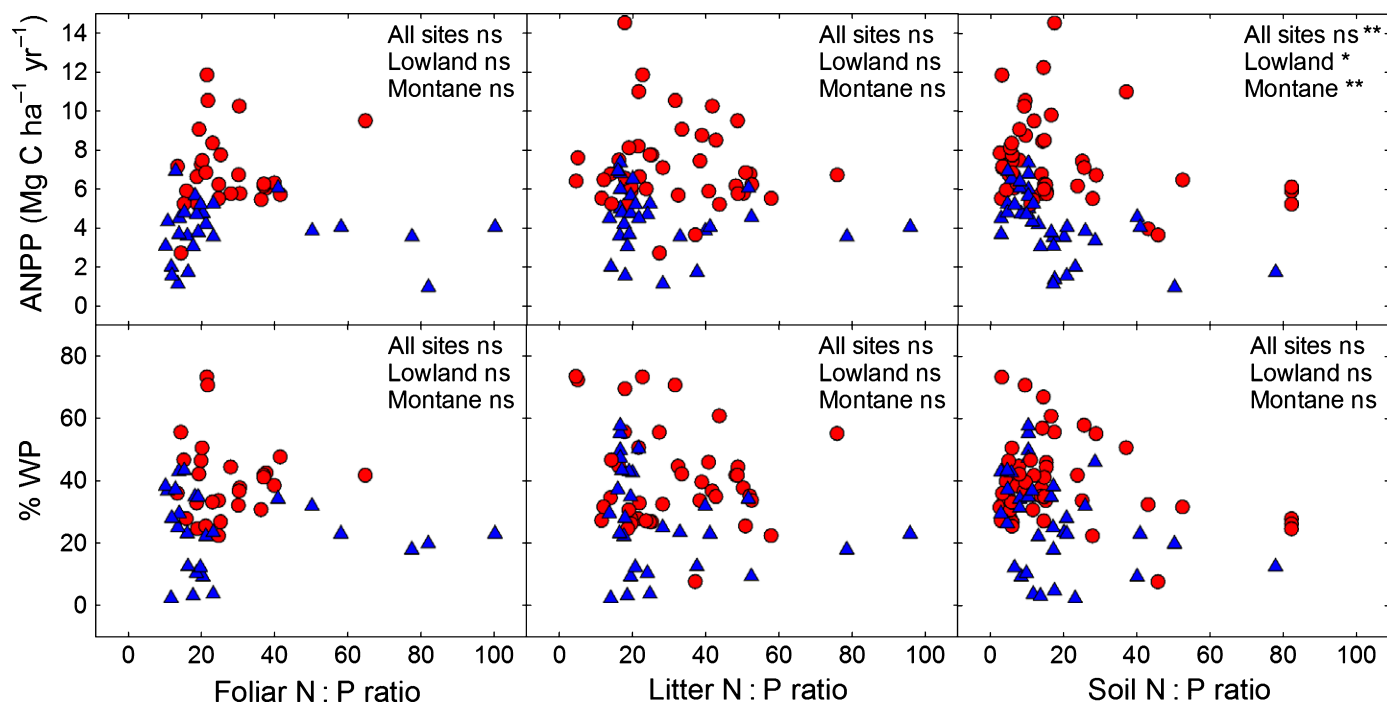 ANPP (Mg C ha⁻¹ yr⁻¹)
14
12
10
8
6
4
2
0
All sites ns
Lowland ns
Montane ns
All sites ns
Lowland ns
Montane ns
All sites ns **
Lowland *
Montane **
% WP
80
60
40
20
0
All sites ns
Lowland ns
Montane ns
All sites ns
Lowland ns
Montane ns
All sites ns
Lowland ns
Montane ns
0 20 40 60 80 100
0 20 40 60 80 100
0 20 40 60 80 100
Foliar N : P ratio
Litter N : P ratio
Soil N : P ratio